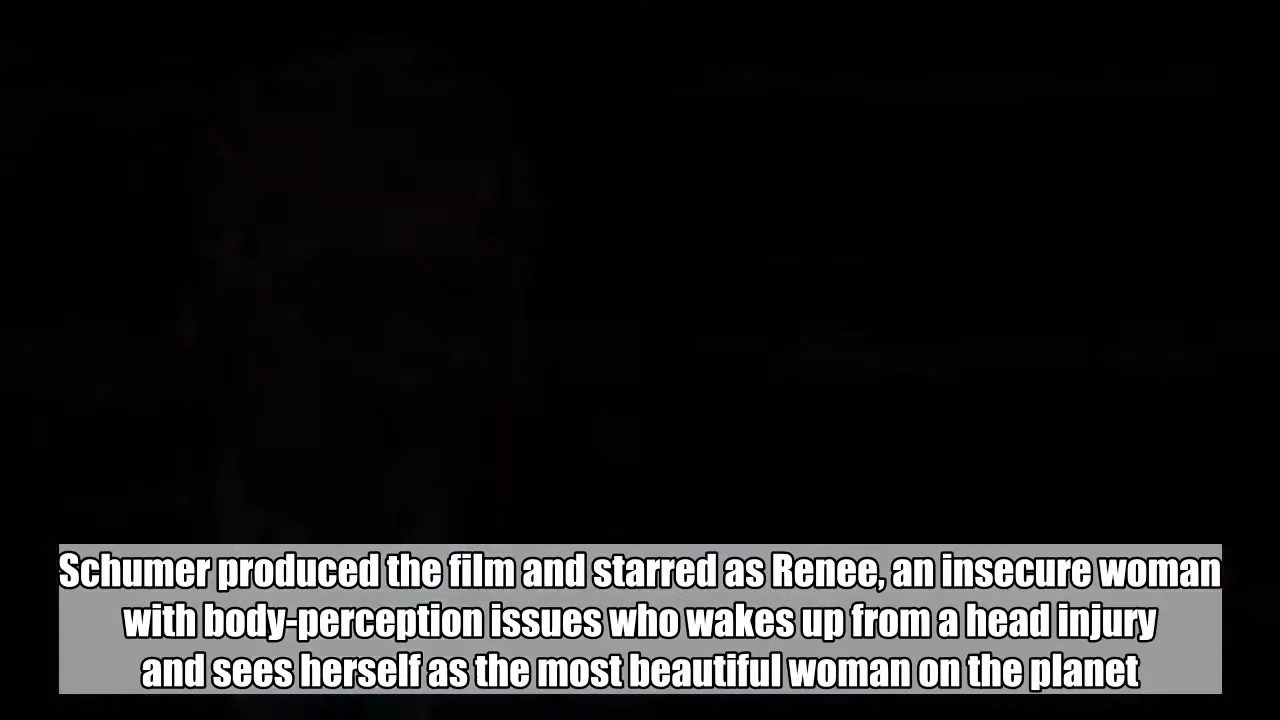 Schumer produced the film and starred as Renee, an insecure woman
with body-perception issues who wakes up from a head injury
and sees herself as the most beautiful woman on the planet